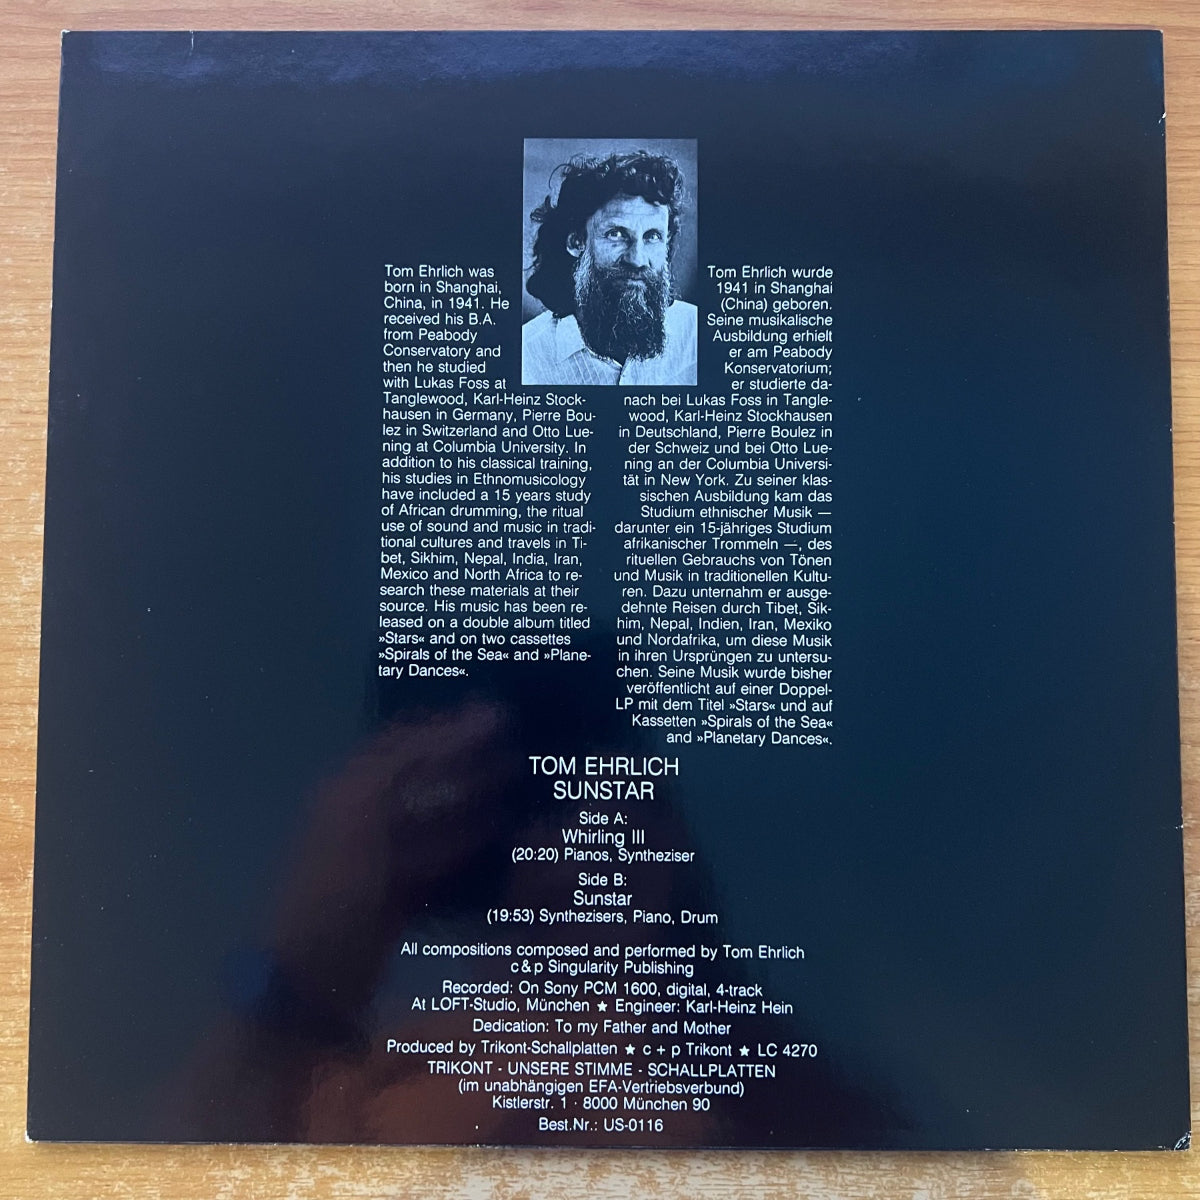 Tom Ehrlich was
born in Shanghai,
China, in 1941. He
received his B.A.
from Peabody
Conservatory and
then he studied
with Lukas Foss at
Tanglewood, Karl-Heinz Stock-
hausen in Germany, Pierre Bou-
lez in Switzerland and Otto Lue-
ning at Columbia University. In
addition to his classical training,
his studies in Ethnomusicology
have included a 15 years study
of African drumming, the ritual
use of sound and music in tradi-
tional cultures and travels in Ti-
bet, Sikhim, Nepal, India, Iran,
Mexico and North Africa to re-
search these materials at their
source. His music has been re-
leased on a double album titled
»Stars« and on two cassettes
»Spirals of the Sea« and »Plane-
tary Dances«.
Tom Ehrlich wurde
1941 in Shanghai
(China) geboren.
Seine musikalische
Ausbildung erhielt
er am Peabody
Konservatorium;
er studierte da-
nach bei Lukas Foss in Tangle-
wood, Karl-Heinz Stockhausen
in Deutschland, Pierre Boulez in
der Schweiz und bei Otto Lue-
ning an der Columbia Universi-
tät in New York. Zu seiner klas-
sischen Ausbildung kam das
Studium ethnischer Musik —
darunter ein 15-jähriges Studium
afrikanischer Trommeln —, des
rituellen Gebrauchs von Tönen
und Musik in traditionellen Kultu-
ren. Dazu unternahm er ausge-
dehnte Reisen durch Tibet, Sik-
him, Nepal, Indien, Iran, Mexiko
und Nordafrika, um diese Musik
in ihren Ursprüngen zu untersu-
chen. Seine Musik wurde bisher
veröffentlicht auf einer Doppel-
LP mit dem Titel »Stars« und auf
Kassetten »Spirals of the Sea«
and »Planetary Dances«.
TOM EHRLICH
SUNSTAR
Side A:
Whirling III
(20:20) Pianos, Syntheziser
Side B:
Sunstar
(19:53) Synthezisers, Piano, Drum
All compositions composed and performed by Tom Ehrlich
c&p Singularity Publishing
Recorded: On Sony PCM 1600, digital, 4-track
At LOFT-Studio, München ★ Engineer: Karl-Heinz Hein
Dedication: To my Father and Mother
Produced by Trikont-Schallplatten ★ c + p Trikont ★ LC 4270
TRIKONT - UNSERE STIMME - SCHALLPLATTEN
(im unabhängigen EFA-Vertriebsverbund)
Kistlerstr. 1 · 8000 München 90
Best.Nr.: US-0116